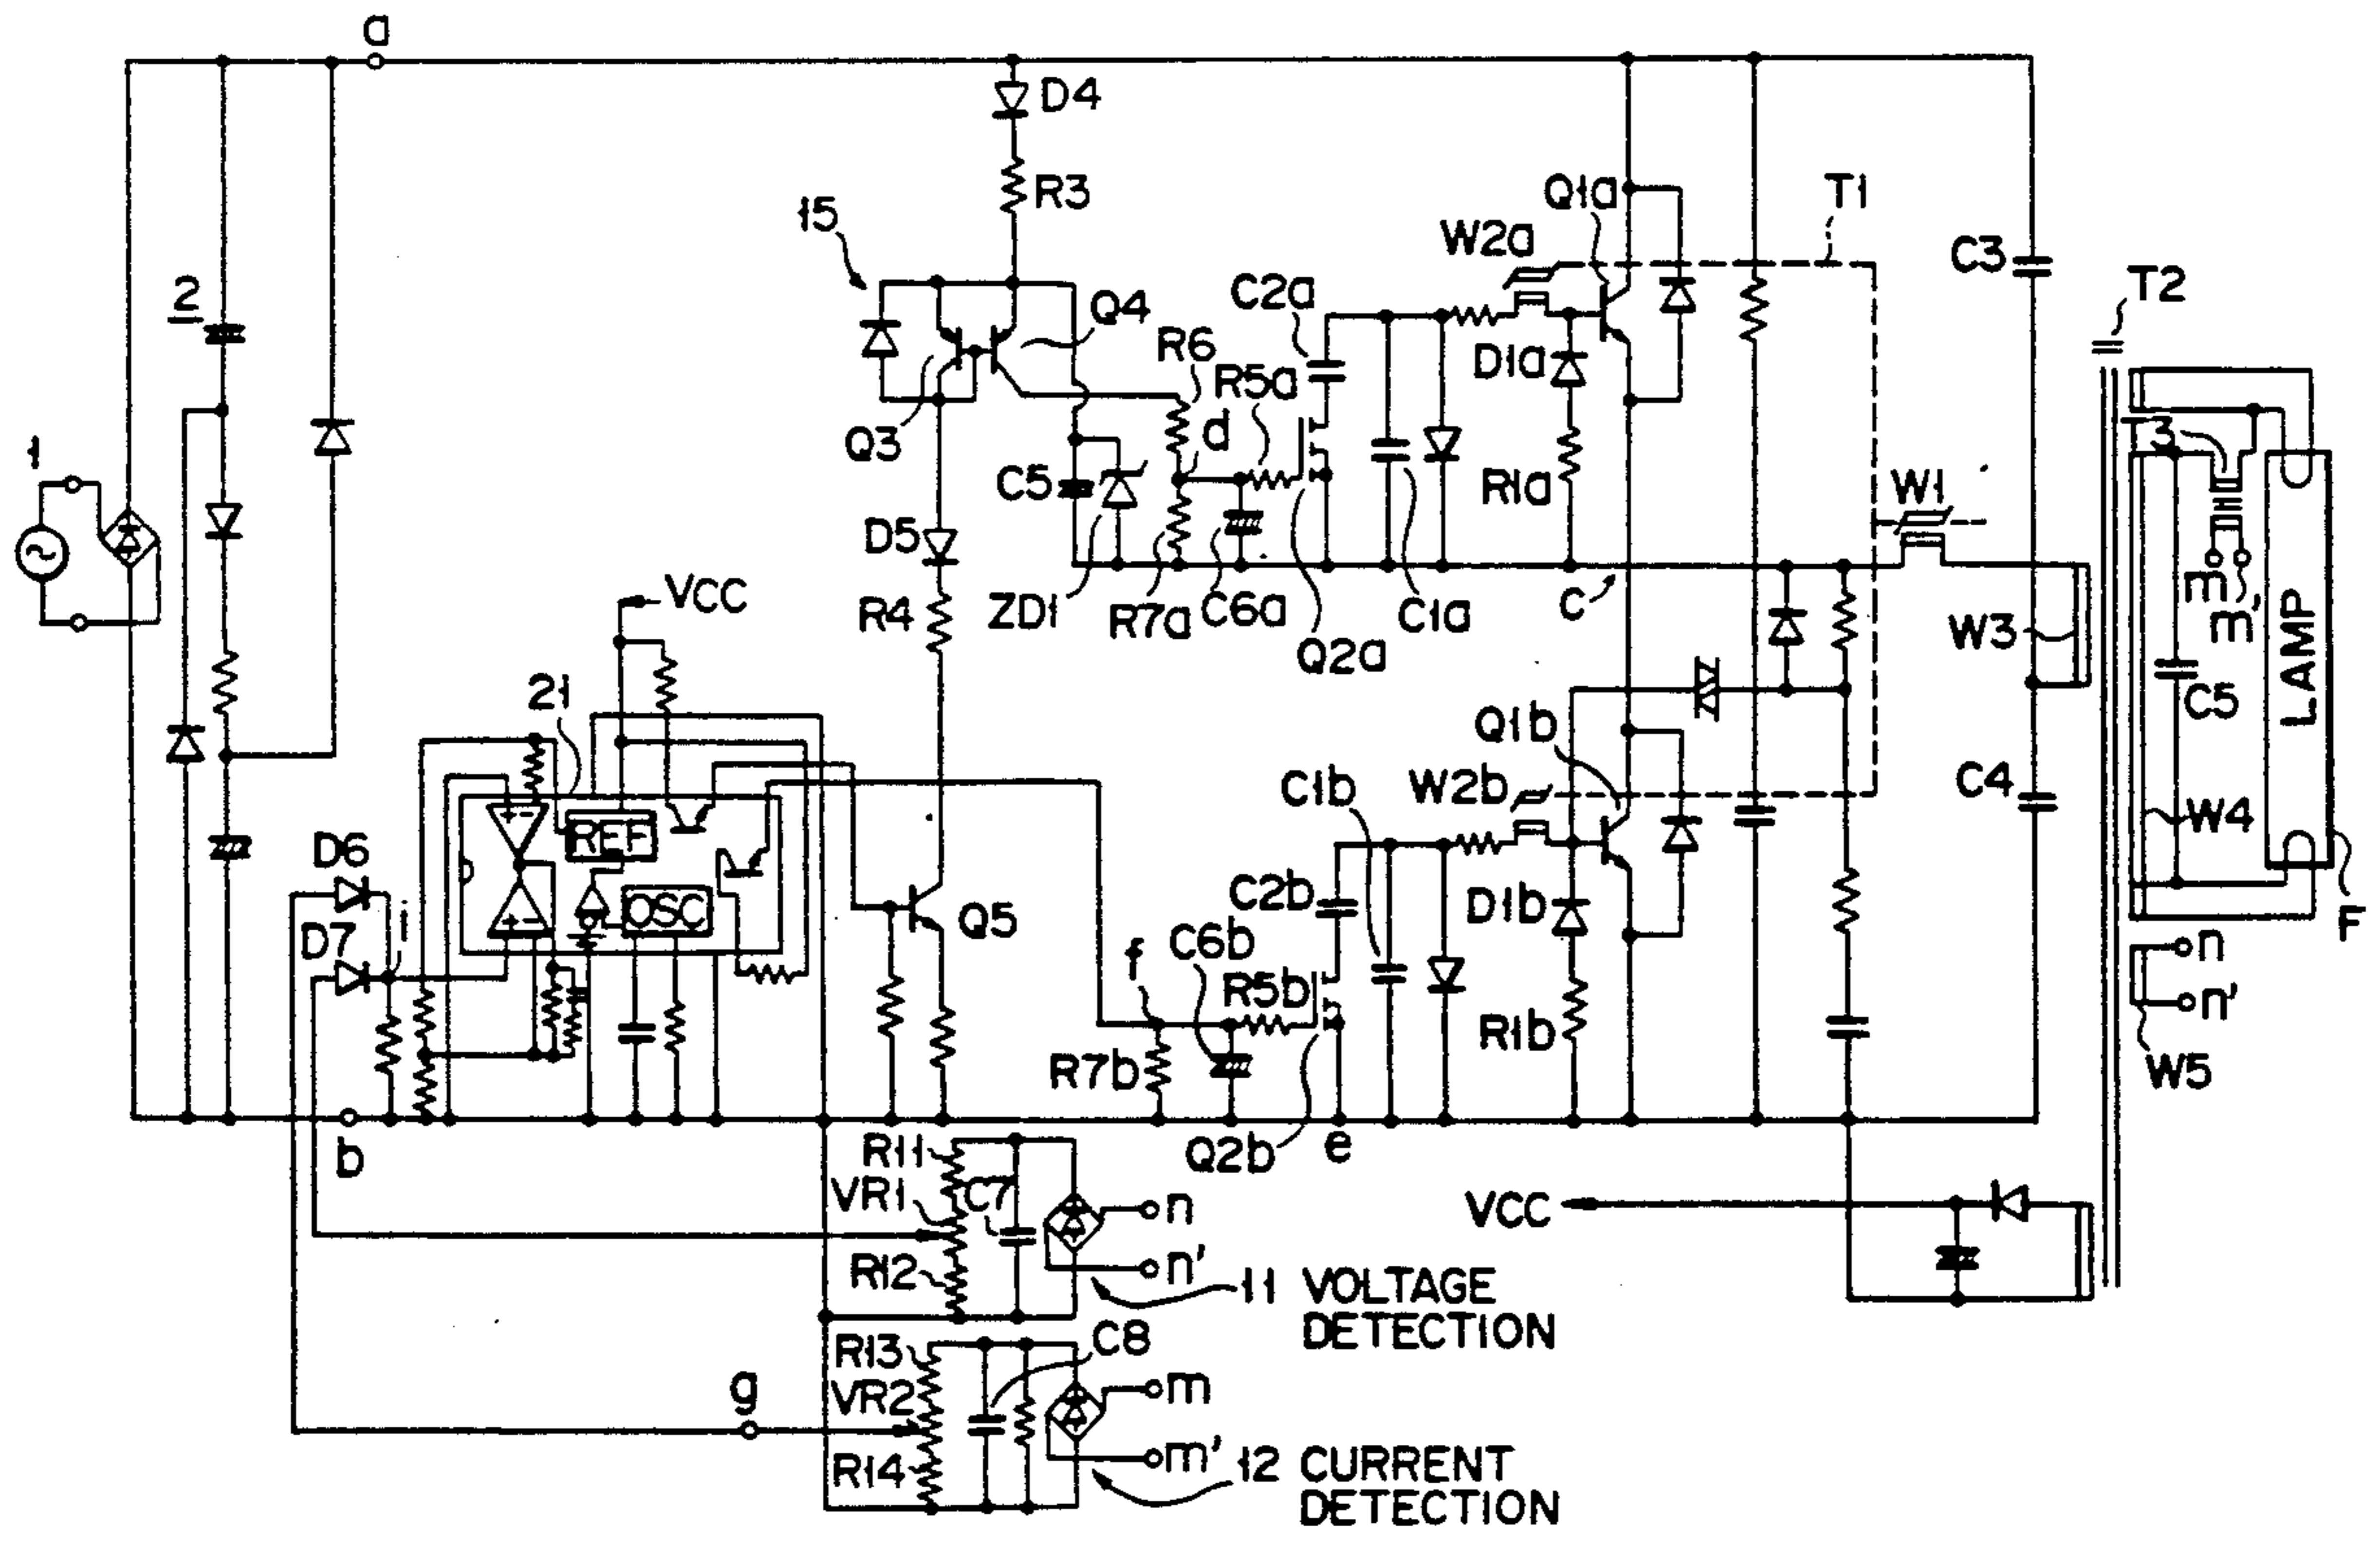 a
D4
R3
15
Q1a
T1
W2a
C3
T2
2
C2a
Q4
R6
D1a
R5a
3
1
Q3
d
C5
R1a
W1
D5
m
m'
VCC
R4
ZD1
R7a
C6a
C1a
C
Q2a
W3
LAMP
21
C5
Q1b
C1b
W2b
C4
W4
REF
D6
i
OSC
C2b
D1b
Q5
F
D7
f
C6b
n
R5b
R1b
n'
R7b
W5
b
R11
Q2b
e
VR1
C7
n
VCC
R12
n'
11 VOLTAGE
DETECTION
R13
C8
g
VR2
m
R14
m'
12 CURRENT
DETECTION